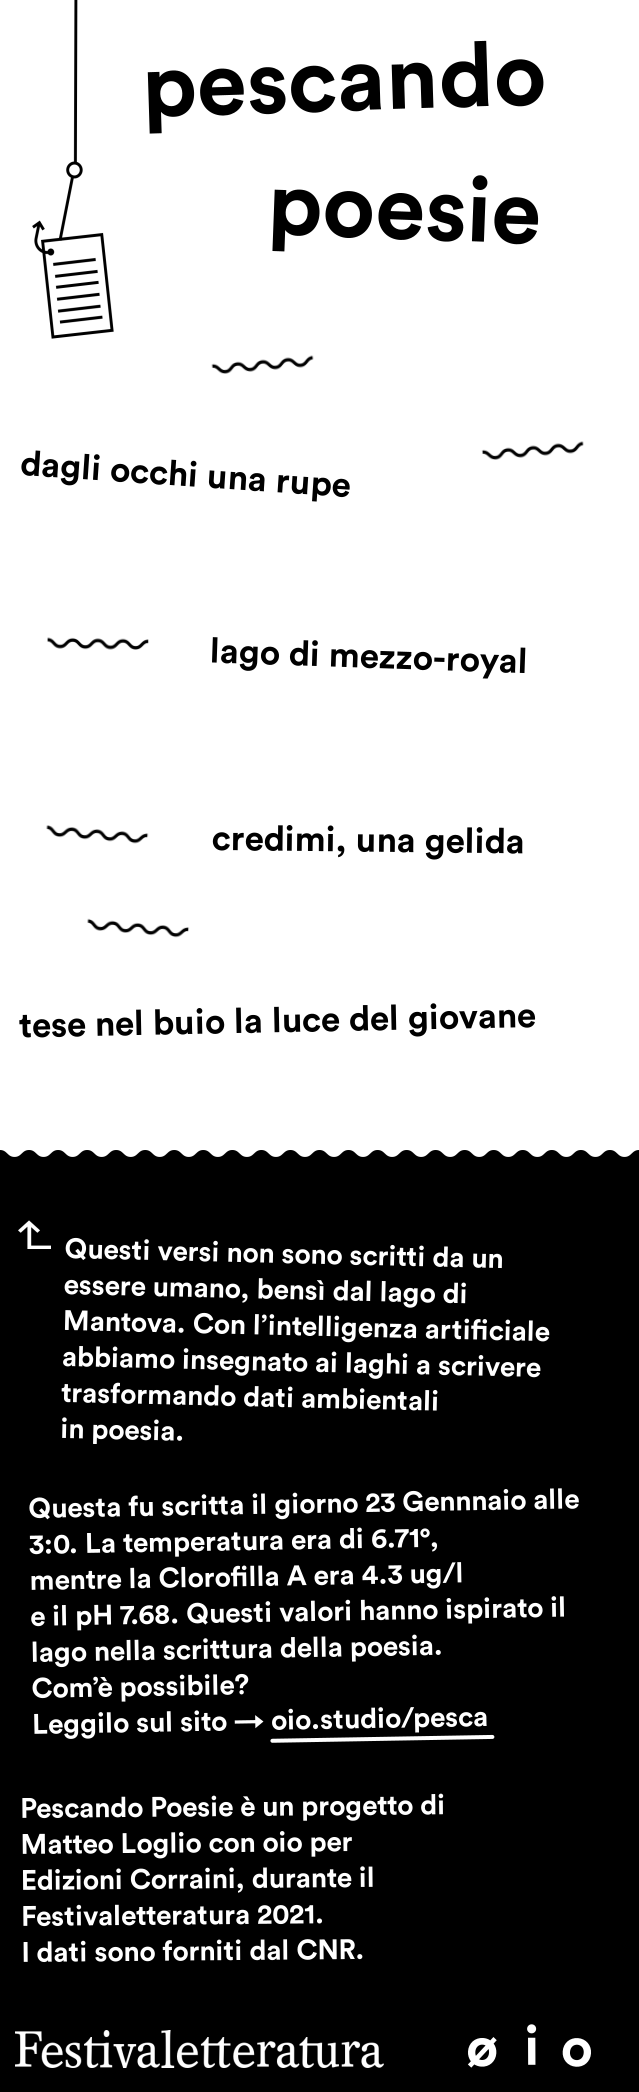 pescando
poesie
dagli occhi una rupe
lago di mezzo-royal
credimi, una gelida
tese nel buio la luce del giovane
Questi versi non sono scritti da un
essere umano, bensì dal lago di
Mantova. Con l’intelligenza artificiale
abbiamo insegnato ai laghi a scrivere
trasformando dati ambientali
in poesia.
Questa fu scritta il giorno 23 Gennnaio alle
3:0. La temperatura era di 6.71°,
mentre la Clorofilla A era 4.3 ug/l
e il pH 7.68. Questi valori hanno ispirato il
lago nella scrittura della poesia.
Com’è possibile?
Leggilo sul sito → oio.studio/pesca
Pescando Poesie è un progetto di
Matteo Loglio con oio per
Edizioni Corraini, durante il
Festivaletteratura 2021.
I dati sono forniti dal CNR.
Festivaletteratura ø i o